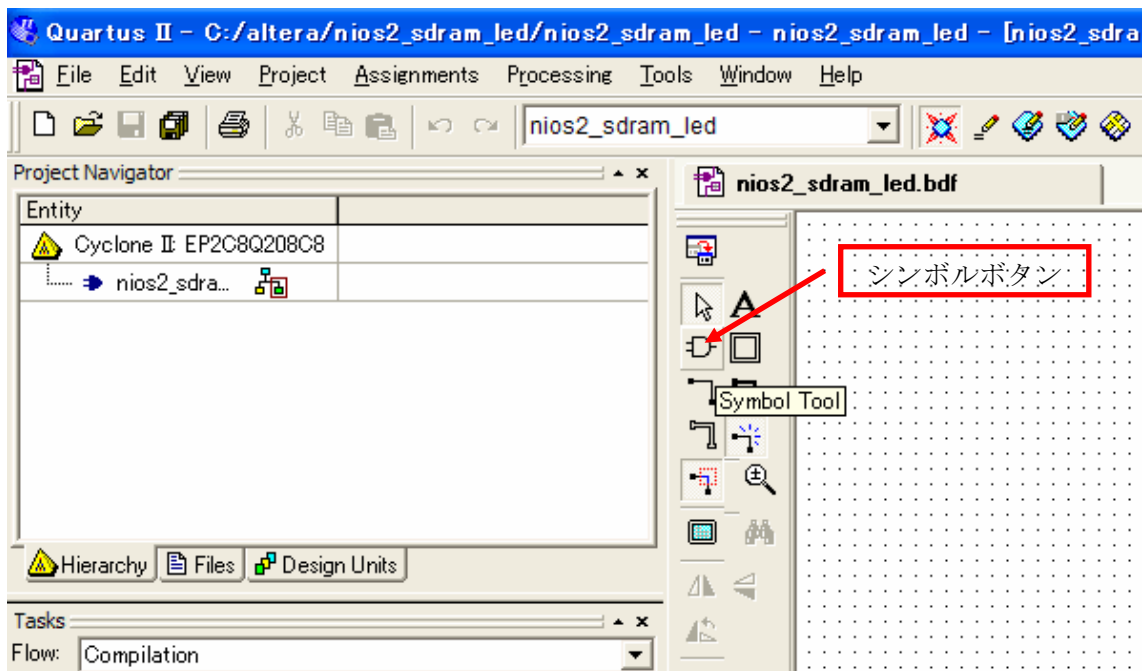 Quartus II - C:/altera/nios2_sdram_led/nios2_sdram_led - nios2_sdram_led - [nios2_sdra
File Edit View Project Assignments Processing Tools Window Help
nios2_sdram_led
Project Navigator
nios2_sdram_led.bdf
Entity
Cyclone II: EP2C8Q208C8
nios2_sdra...
シンボルボタン
A
Symbol Tool
Hierarchy Files Design Units
Tasks
Flow: Compilation